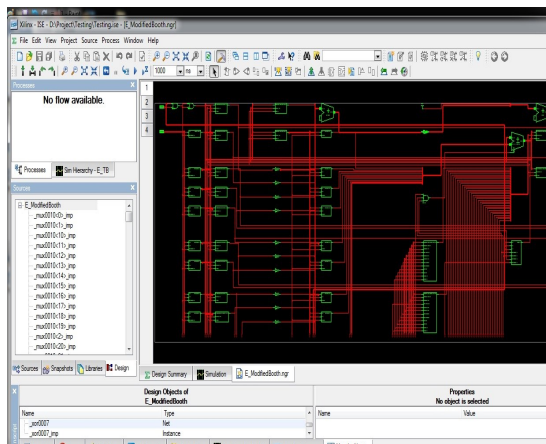 Xilinx - ISE - D:\Project\Testing\Testing.ise - [E_ModifiedBooth.ngr]
File Edit View Project Source Process Window Help
1000 ns
Processes
No flow available.
Processes Sim Hierarchy - E_TB
1
2
3
4
Sources
E_ModifiedBooth
_mux0010<0>_imp
_mux0010<1>_imp
_mux0010<10>_imp
_mux0010<11>_imp
_mux0010<12>_imp
_mux0010<13>_imp
_mux0010<14>_imp
_mux0010<15>_imp
_mux0010<16>_imp
_mux0010<17>_imp
_mux0010<18>_imp
_mux0010<19>_imp
_mux0010<2>_imp
_mux0010<20>_imp
Sources Snapshots Libraries Design
Design Summary Simulation E_ModifiedBooth.ngr
Design Objects of
E_ModifiedBooth
Properties
No object is selected
Name Type Name Value
_xor0007 Net
_xor0007_imp Instance